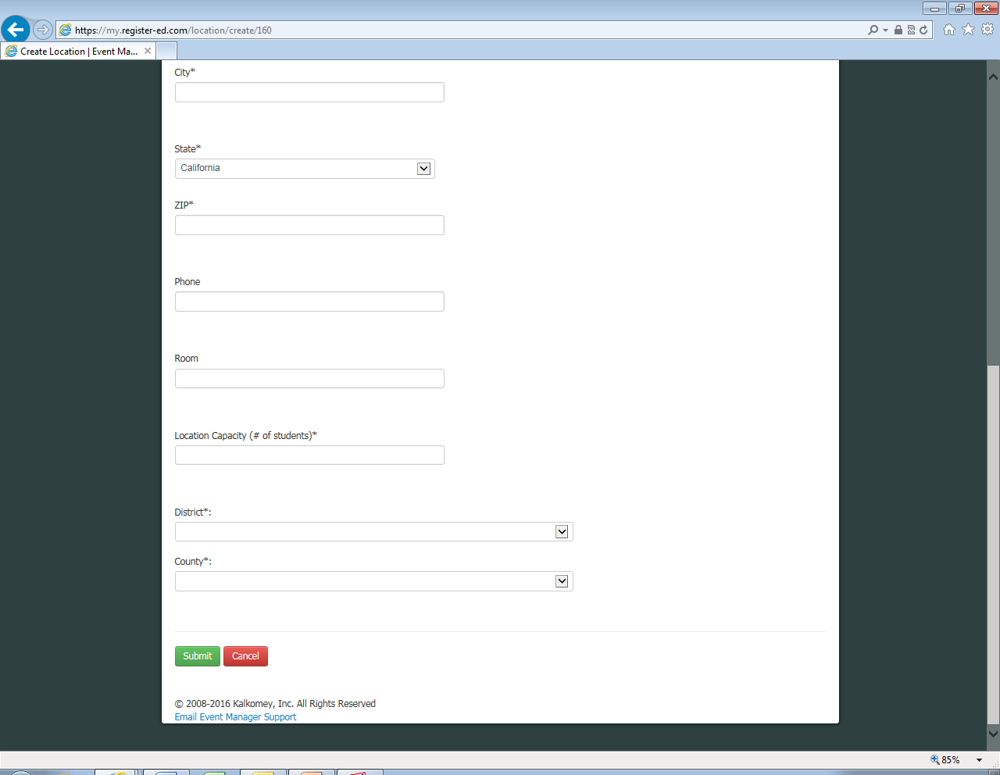 https://my.register-ed.com/location/create/160
Create Location | Event Ma...
City*
State*
California
ZIP*
Phone
Room
Location Capacity (# of students)*
District*:
County*:
Submit Cancel
© 2008-2016 Kalkomey, Inc. All Rights Reserved
Email Event Manager Support
85%